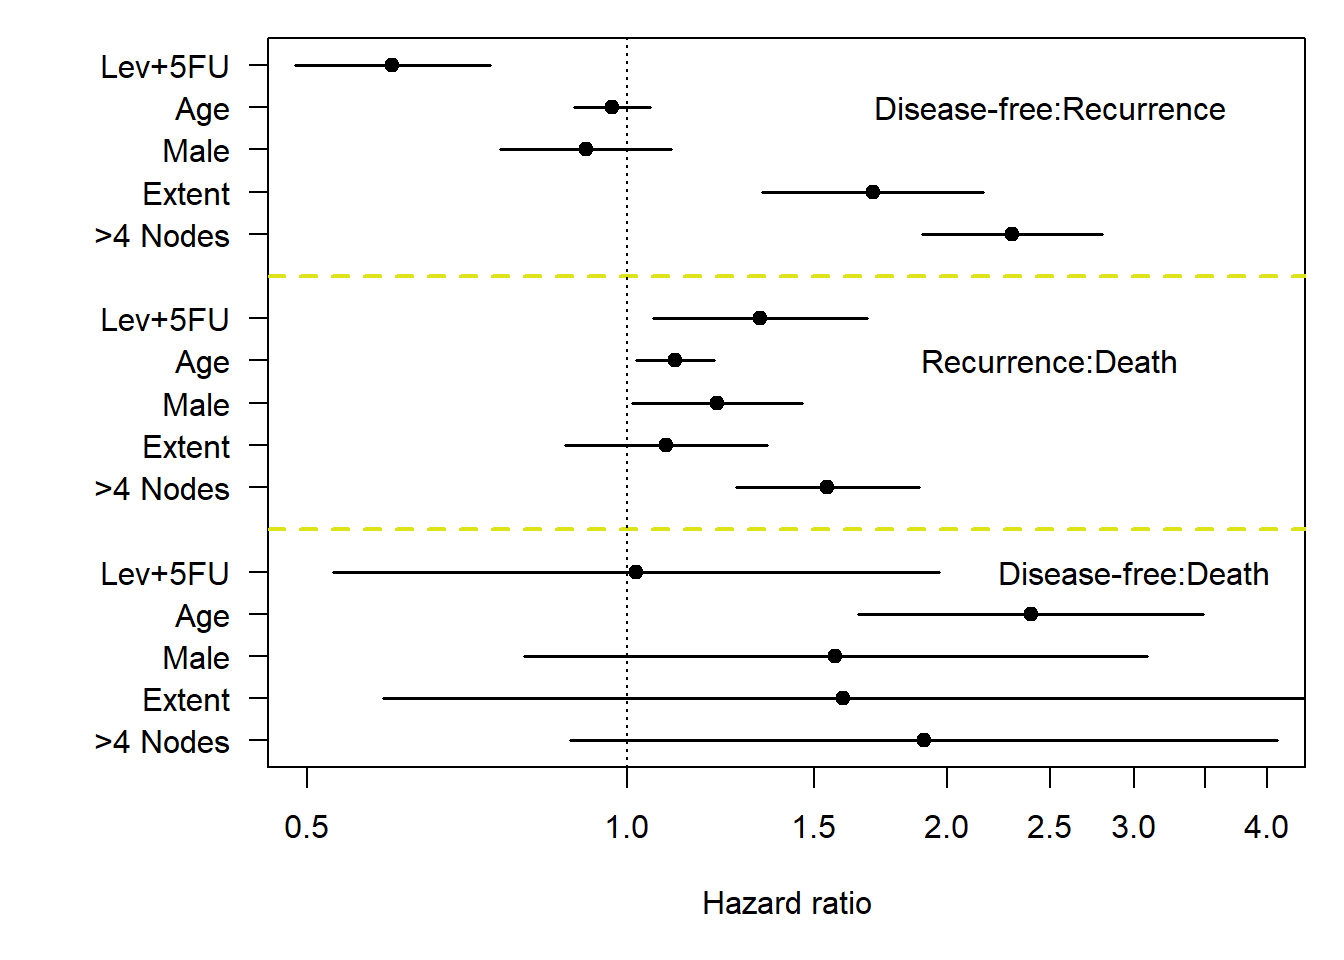 Lev+5FU
Age Disease-free:Recurrence
Male
Extent
>4 Nodes
Lev+5FU
Age Recurrence:Death
Male
Extent
>4 Nodes
Lev+5FU Disease-free:Death
Age
Male
Extent
>4 Nodes
0.5 1.0 1.5 2.0 2.5 3.0 4.0
Hazard ratio